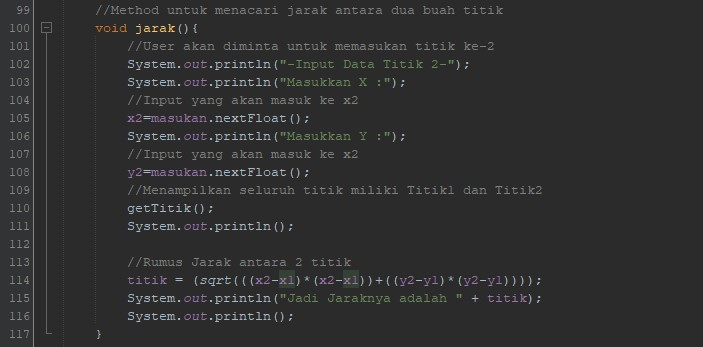 99 //Method untuk menacari jarak antara dua buah titik
100 void jarak(){
101 //User akan diminta untuk memasukan titik ke-2
102 System.out.println("-Input Data Titik 2-");
103 System.out.println("Masukkan X :");
104 //Input yang akan masuk ke x2
105 x2=masukan.nextFloat();
106 System.out.println("Masukkan Y :");
107 //Input yang akan masuk ke x2
108 y2=masukan.nextFloat();
109 //Menampilkan seluruh titik miliki Titik1 dan Titik2
110 getTitik();
111 System.out.println();
112
113 //Rumus Jarak antara 2 titik
114 titik = (sqrt(((x2-x1)*(x2-x1))+((y2-y1)*(y2-y1))));
115 System.out.println("Jadi Jaraknya adalah " + titik);
116 System.out.println();
117 }